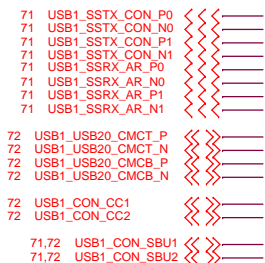 71 USB1_SSTX_CON_P0
71 USB1_SSTX_CON_N0
71 USB1_SSTX_CON_P1
71 USB1_SSTX_CON_N1
71 USB1_SSRX_AR_P0
71 USB1_SSRX_AR_N0
71 USB1_SSRX_AR_P1
71 USB1_SSRX_AR_N1
72 USB1_USB20_CMCT_P
72 USB1_USB20_CMCT_N
72 USB1_USB20_CMCB_P
72 USB1_USB20_CMCB_N
72 USB1_CON_CC1
72 USB1_CON_CC2
71,72 USB1_CON_SBU1
71,72 USB1_CON_SBU2